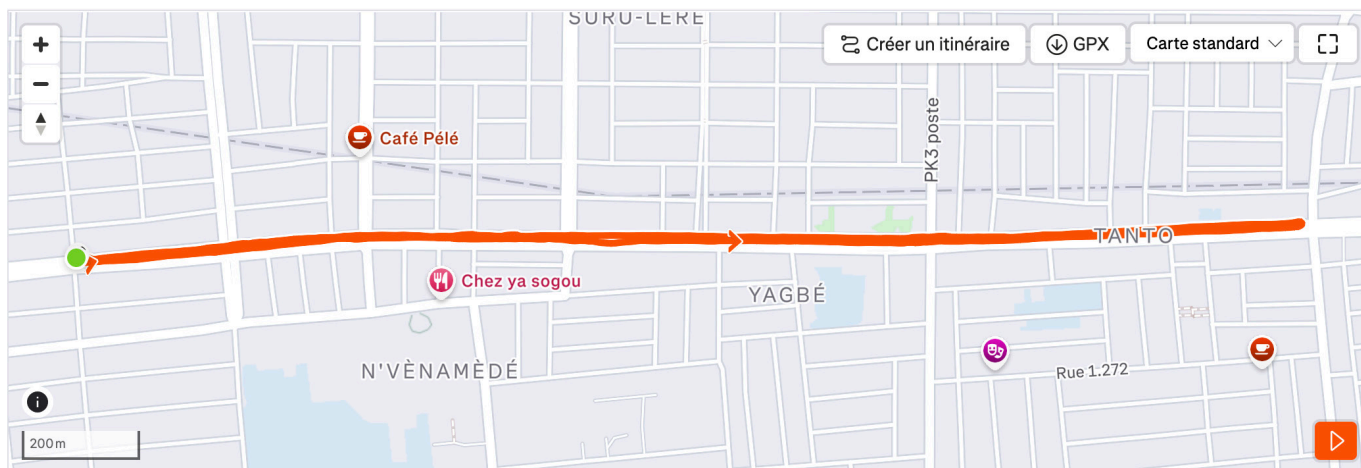 SURU-LERE
Créer un itinéraire
GPX
Carte standard
PK3 poste
Café Pélé
TANTO
Chez ya sogou
YAGBÉ
N'VÈNAMÈDÉ
Rue 1.272
200 m